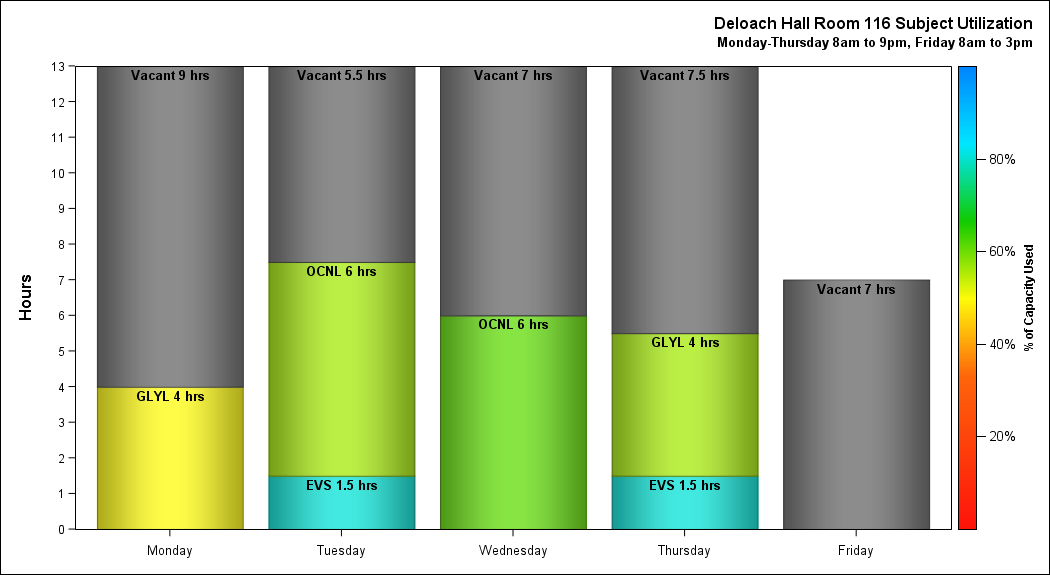 Deloach Hall Room 116 Subject Utilization
Monday-Thursday 8am to 9pm, Friday 8am to 3pm
Hours
13
12
11
10
9
8
7
6
5
4
3
2
1
0
Vacant 9 hrs
GLYL 4 hrs
Vacant 5.5 hrs
OCNL 6 hrs
EVS 1.5 hrs
Vacant 7 hrs
OCNL 6 hrs
Vacant 7.5 hrs
GLYL 4 hrs
EVS 1.5 hrs
Vacant 7 hrs
Monday
Tuesday
Wednesday
Thursday
Friday
80%
60%
40%
20%
% of Capacity Used